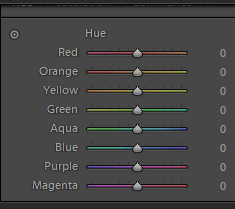 Hue
Red 0
Orange 0
Yellow 0
Green 0
Aqua 0
Blue 0
Purple 0
Magenta 0